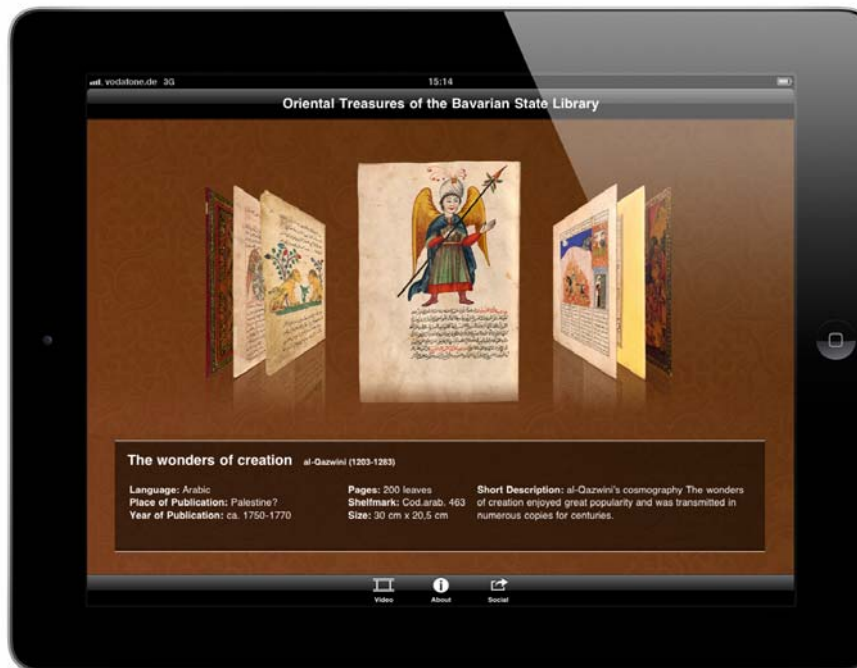 vodafone.de 3G
15:14
Oriental Treasures of the Bavarian State Library
The wonders of creation al-Qazwini (1203-1283)
Language: Arabic
Place of Publication: Palestine?
Year of Publication: ca. 1750-1770
Pages: 200 leaves
Shelfmark: Cod.arab. 463
Size: 30 cm x 20,5 cm
Short Description: al-Qazwini's cosmography The wonders
of creation enjoyed great popularity and was transmitted in
numerous copies for centuries.
Video
About
Social